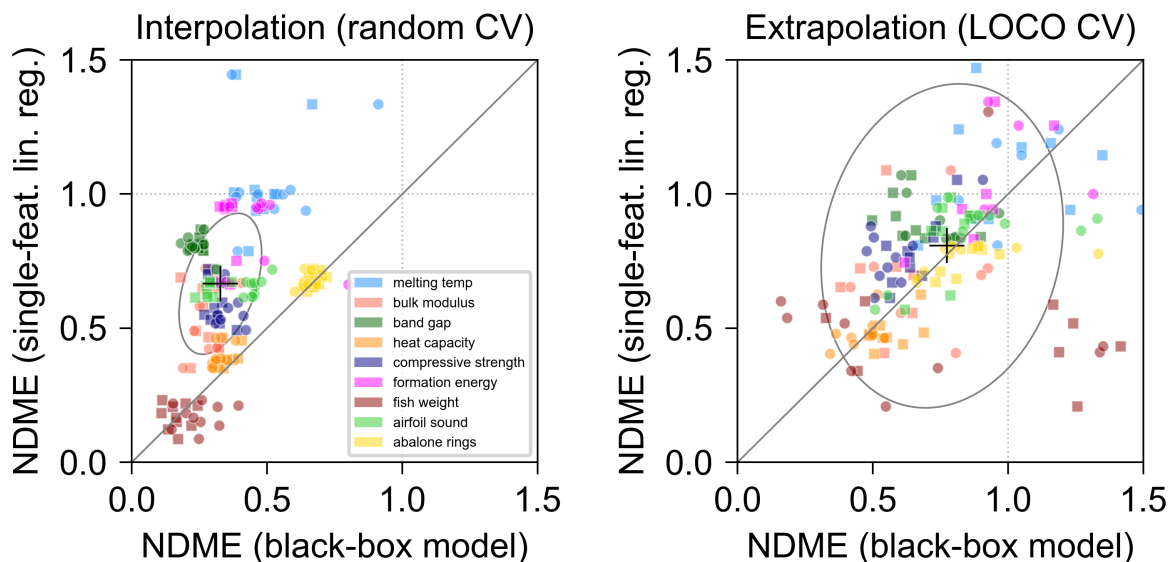 Interpolation (random CV)
NDME (single-feat. lin. reg.)
1.5
1.0
0.5
0.0
melting temp
bulk modulus
band gap
heat capacity
compressive strength
formation energy
fish weight
airfoil sound
abalone rings
0.0 0.5 1.0 1.5
NDME (black-box model)
Extrapolation (LOCO CV)
NDME (single-feat. lin. reg.)
1.5
1.0
0.5
0.0
0.0 0.5 1.0 1.5
NDME (black-box model)